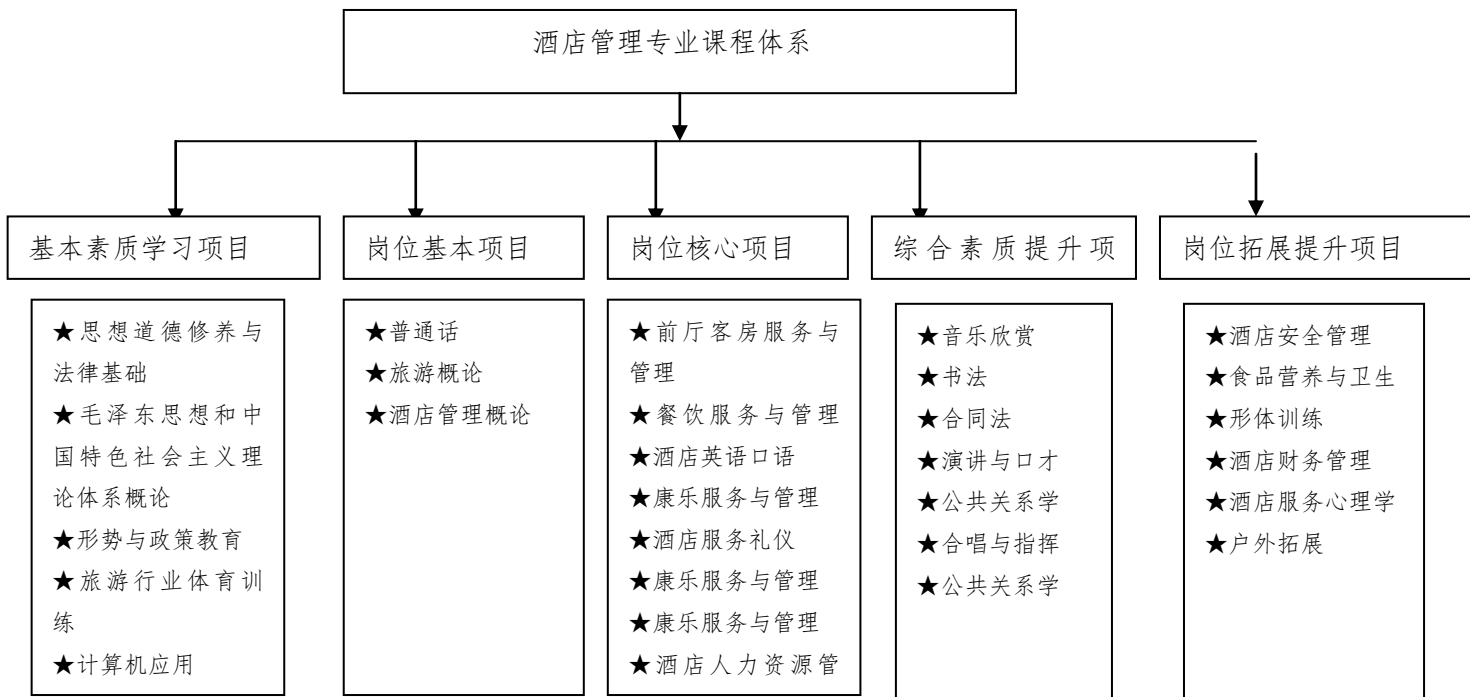 酒店管理专业课程体系
基本素质学习项目
岗位基本项目
岗位核心项目
综合素质提升项
岗位拓展提升项目
★思想道德修养与
法律基础
★毛泽东思想和中
国特色社会主义理
论体系概论
★形势与政策教育
★旅游行业体育训
练
★计算机应用
★普通话
★旅游概论
★酒店管理概论
★前厅客房服务与
管理
★餐饮服务与管理
★酒店英语口语
★康乐服务与管理
★酒店服务礼仪
★康乐服务与管理
★康乐服务与管理
★酒店人力资源管
★音乐欣赏
★书法
★合同法
★演讲与口才
★公共关系学
★合唱与指挥
★公共关系学
★酒店安全管理
★食品营养与卫生
★形体训练
★酒店财务管理
★酒店服务心理学
★户外拓展